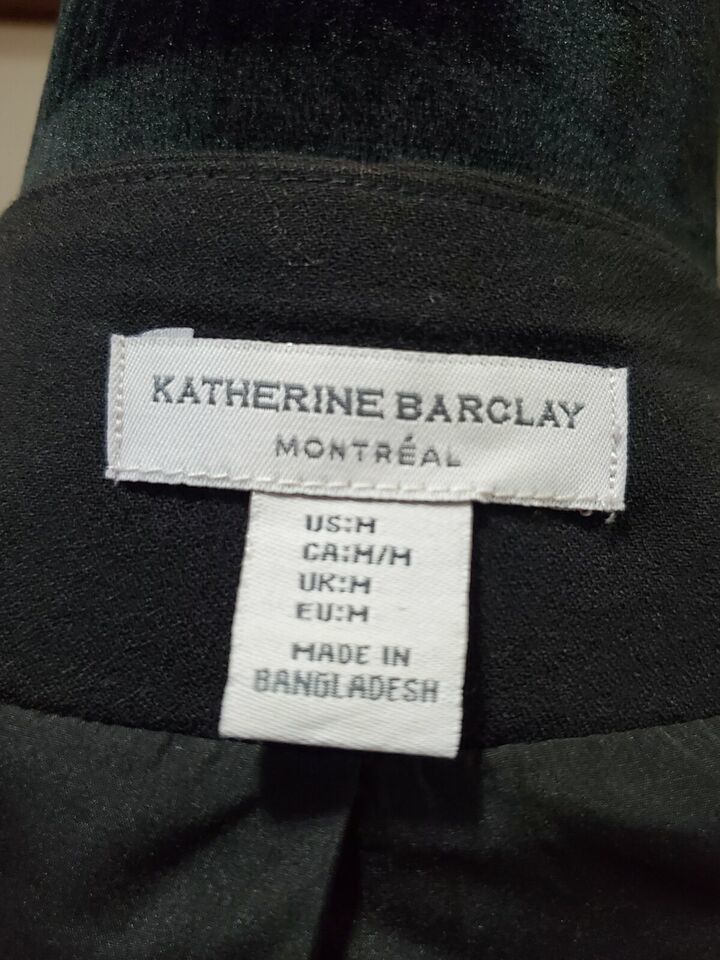 KATHERINE BARCLAY
MONTRÉAL
US:M
CA:M/M
UK:M
EU:M
MADE IN
BANGLADESH